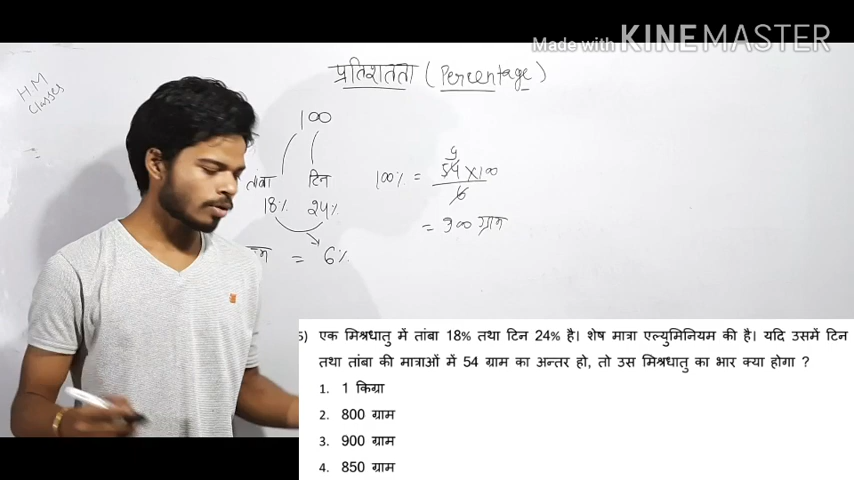 Made with KINEMASTER
प्रतिशतता (Percentage)
HM
Classes
100
तांबा टिन
18% 24%
= 6%
100% = 54 X 100
6
9
= 900 ग्राम
एक मिश्रधातु में तांबा 18% तथा टिन 24% है। शेष मात्रा एल्युमिनियम की है। यदि उसमें टिन
तथा तांबा की मात्राओं में 54 ग्राम का अन्तर हो, तो उस मिश्रधातु का भार क्या होगा ?
1. 1 किग्रा
2. 800 ग्राम
3. 900 ग्राम
4. 850 ग्राम